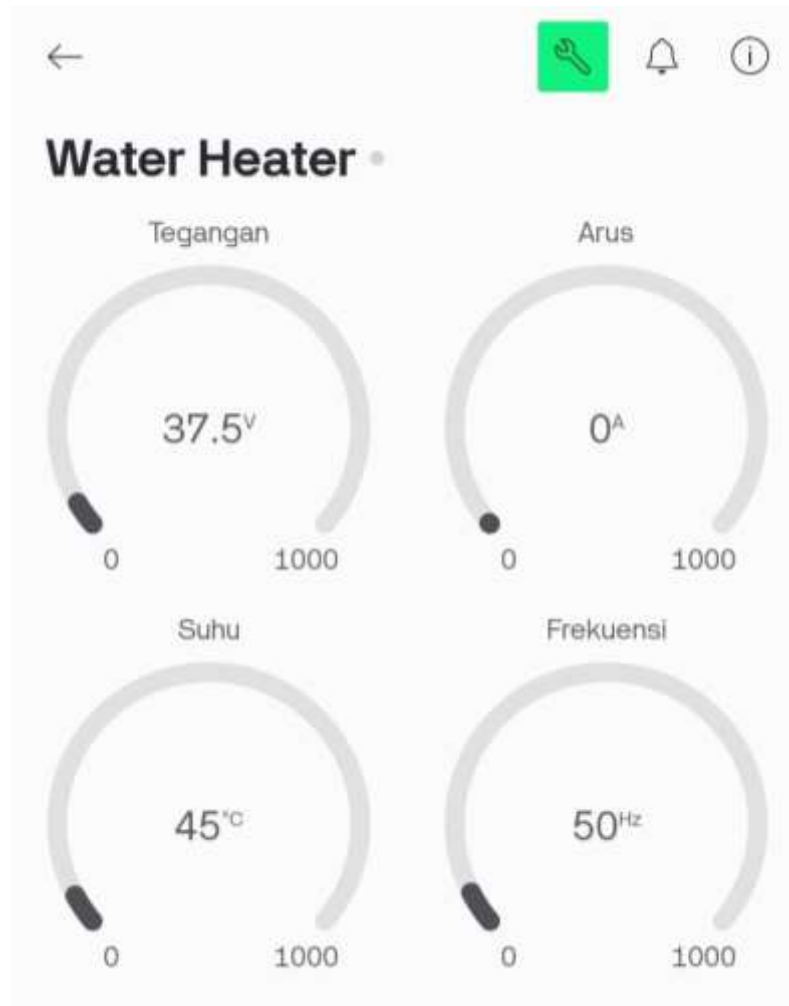 Water Heater
Tegangan Arus
37.5V 0A
0 1000 0 1000
Suhu Frekuensi
45°C 50Hz
0 1000 0 1000